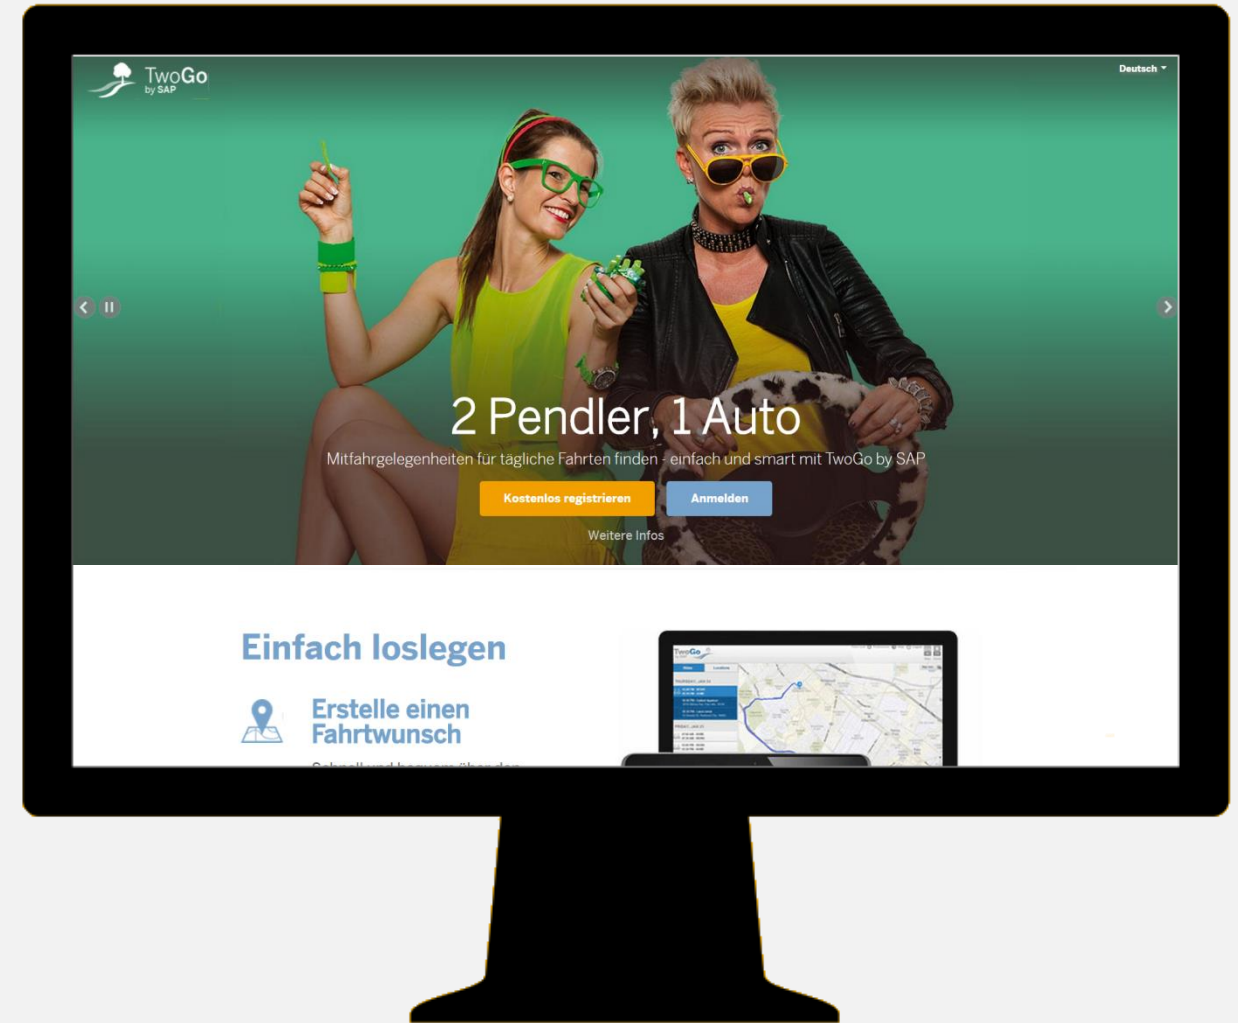 TwoGo
by SAP
Deutsch
2 Pendler, 1 Auto
Mitfahrgelegenheiten für tägliche Fahrten finden - einfach und smart mit TwoGo by SAP
Kostenlos registrieren
Anmelden
Weitere Infos
Einfach loslegen
Erstelle einen
Fahrtwunsch
TwoGo